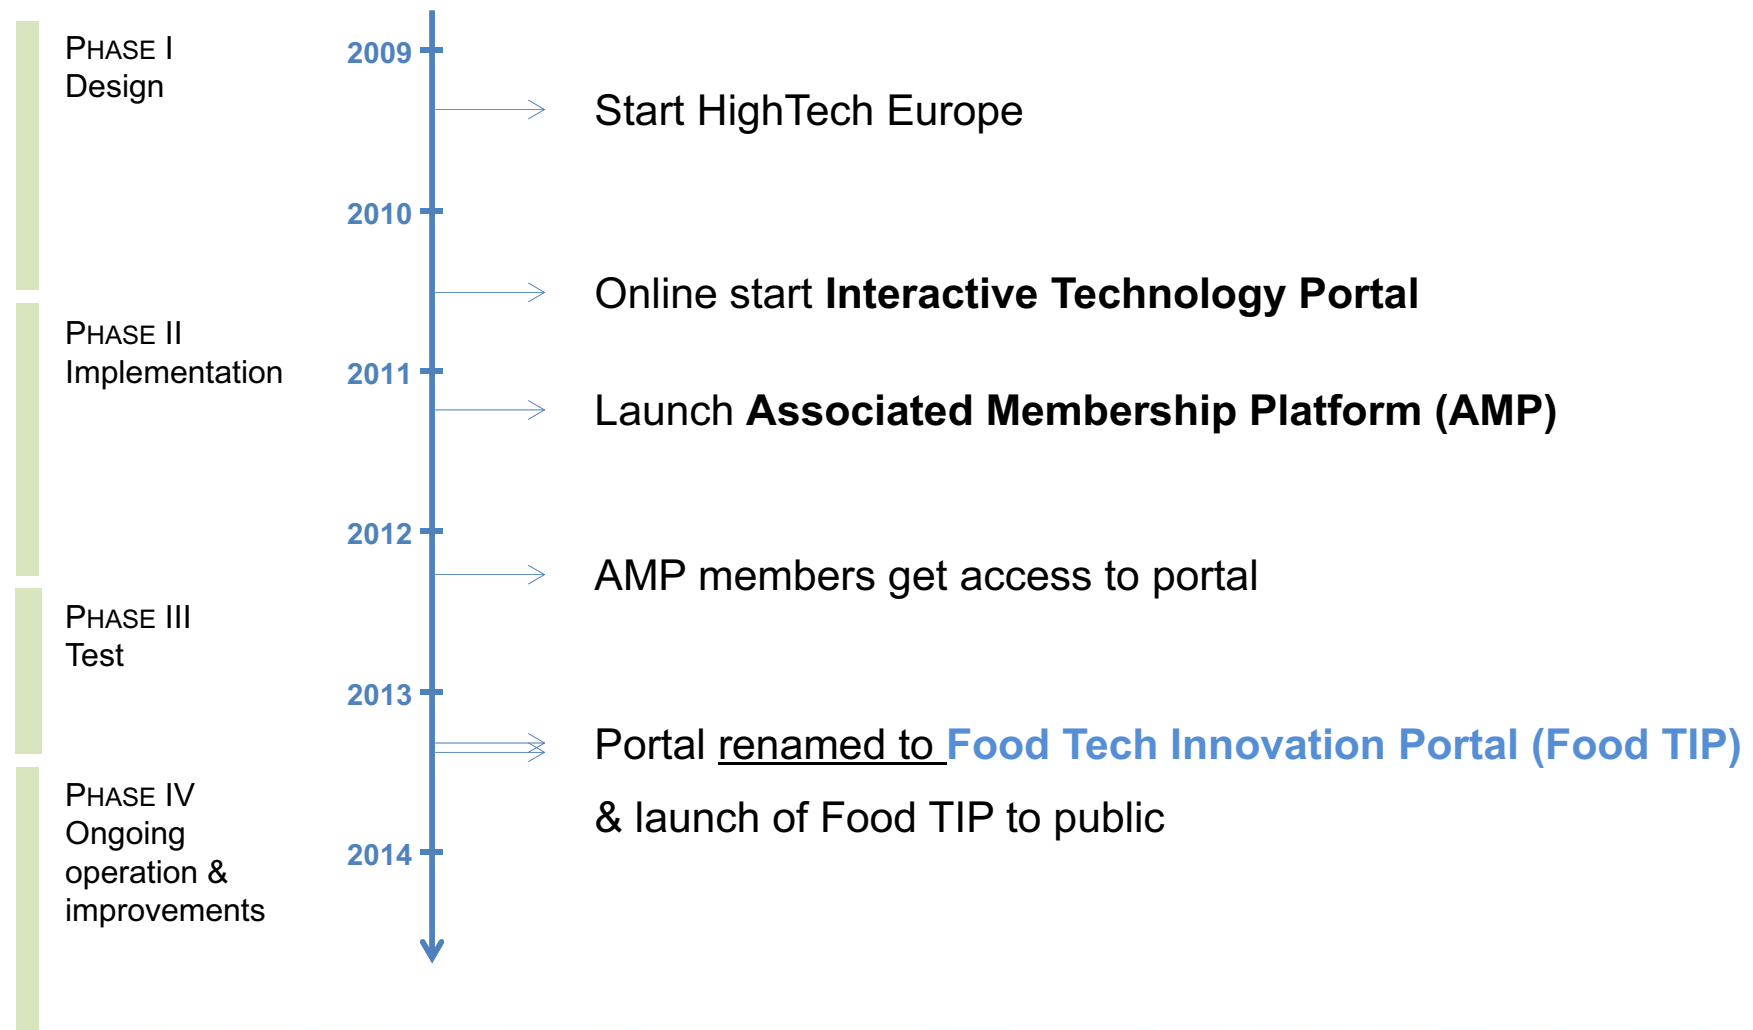 PHASE I
Design
2009
Start HighTech Europe
2010
Online start Interactive Technology Portal
PHASE II
Implementation
2011
Launch Associated Membership Platform (AMP)
2012
AMP members get access to portal
PHASE III
Test
2013
Portal renamed to Food Tech Innovation Portal (Food TIP)
& launch of Food TIP to public
PHASE IV
Ongoing
operation &
improvements
2014